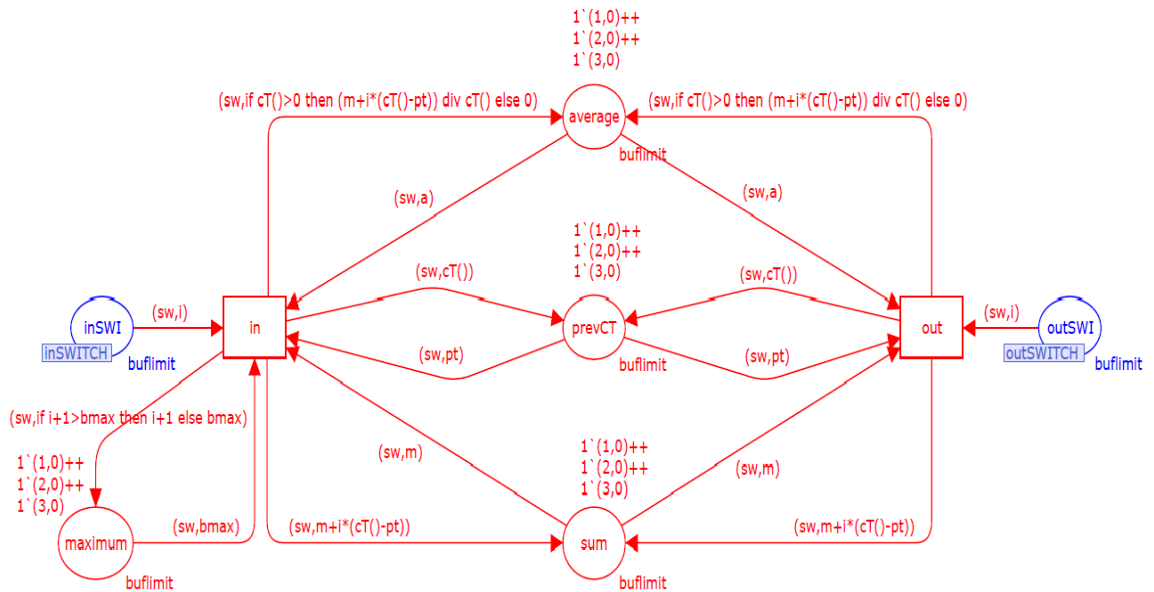 1`(1,0)++
1`(2,0)++
1`(3,0)
(sw,if cT()>0 then (m+i*(cT()-pt)) div cT() else 0)
(sw,if cT()>0 then (m+i*(cT()-pt)) div cT() else 0)
average
buflimit
(sw,a)
(sw,a)
1`(1,0)++
1`(2,0)++
1`(3,0)
(sw,cT())
(sw,cT())
inSWI
inSWITCH
buflimit
(sw,i)
in
prevCT
buflimit
out
(sw,i)
outSWI
outSWITCH
buflimit
(sw,pt)
(sw,pt)
(sw,if i+1>bmax then i+1 else bmax)
1`(1,0)++
1`(2,0)++
1`(3,0)
(sw,m)
(sw,m)
1`(1,0)++
1`(2,0)++
1`(3,0)
maximum
buflimit
(sw,bmax)
(sw,m+i*(cT()-pt))
sum
buflimit
(sw,m+i*(cT()-pt))